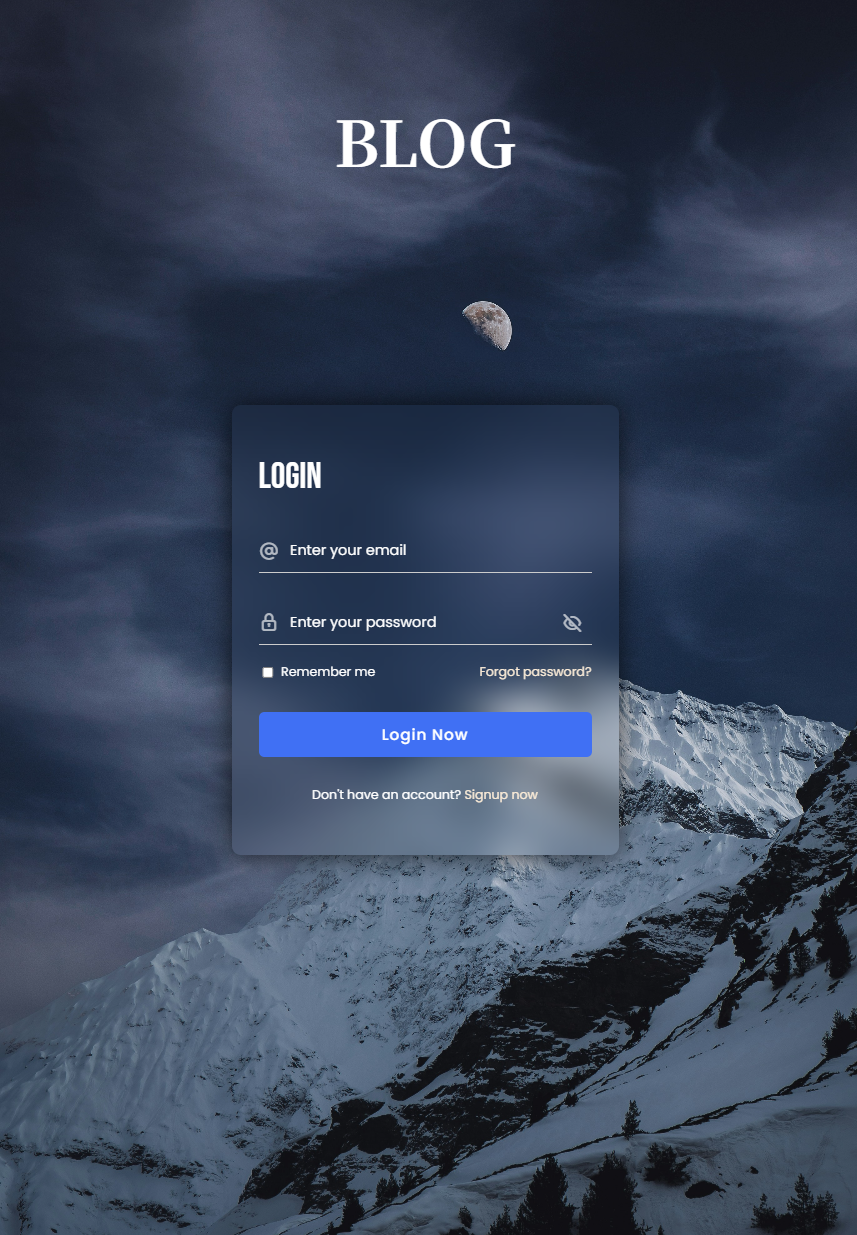 BLOG
LOGIN
Enter your email
Enter your password
Remember me Forgot password?
Login Now
Don't have an account? Signup now